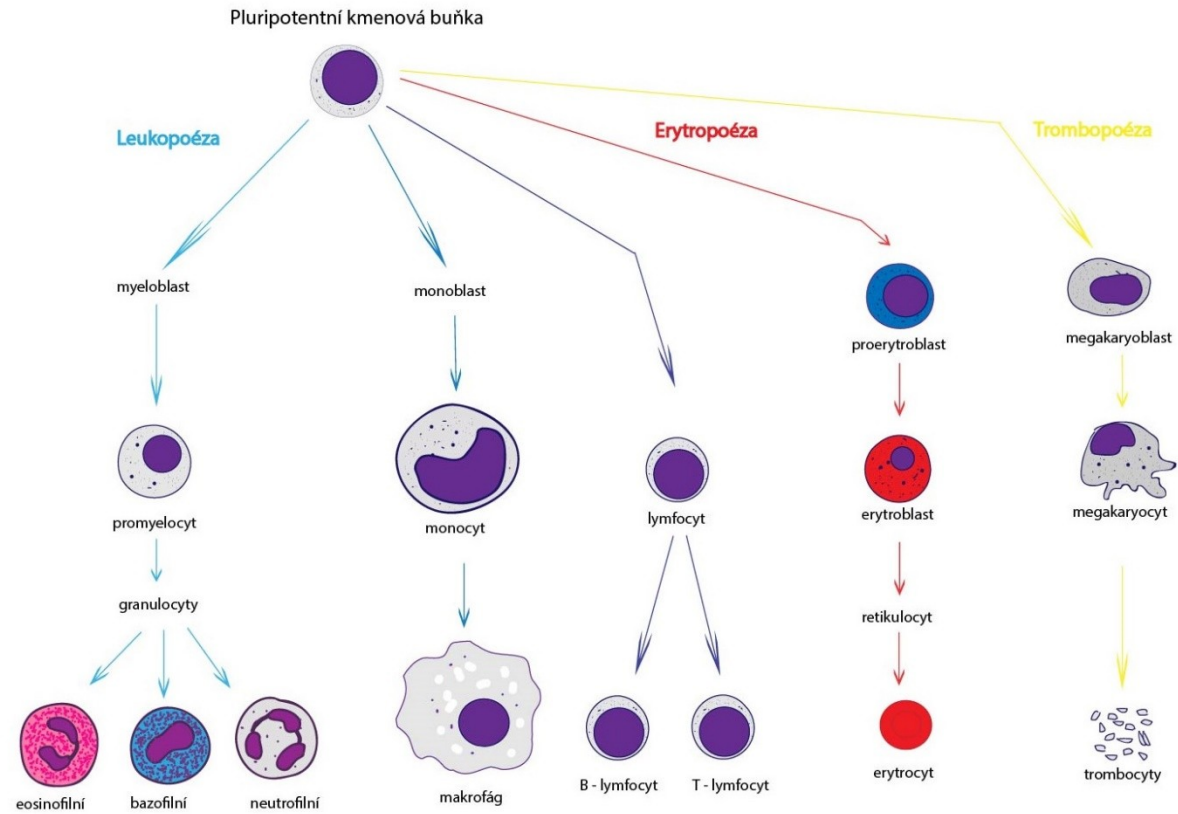 Pluripotentní kmenová buňka
Leukopoéza
Erytropoéza
Trombopoéza
myeloblast
monoblast
proerytroblast
megakaryoblast
promyelocyt
monocyt
lymfocyt
erytroblast
megakaryocyt
granulocyty
retikulocyt
eosinofilní
bazofilní
neutrofilní
makrofág
B - lymfocyt
T - lymfocyt
erytrocyt
trombocyty